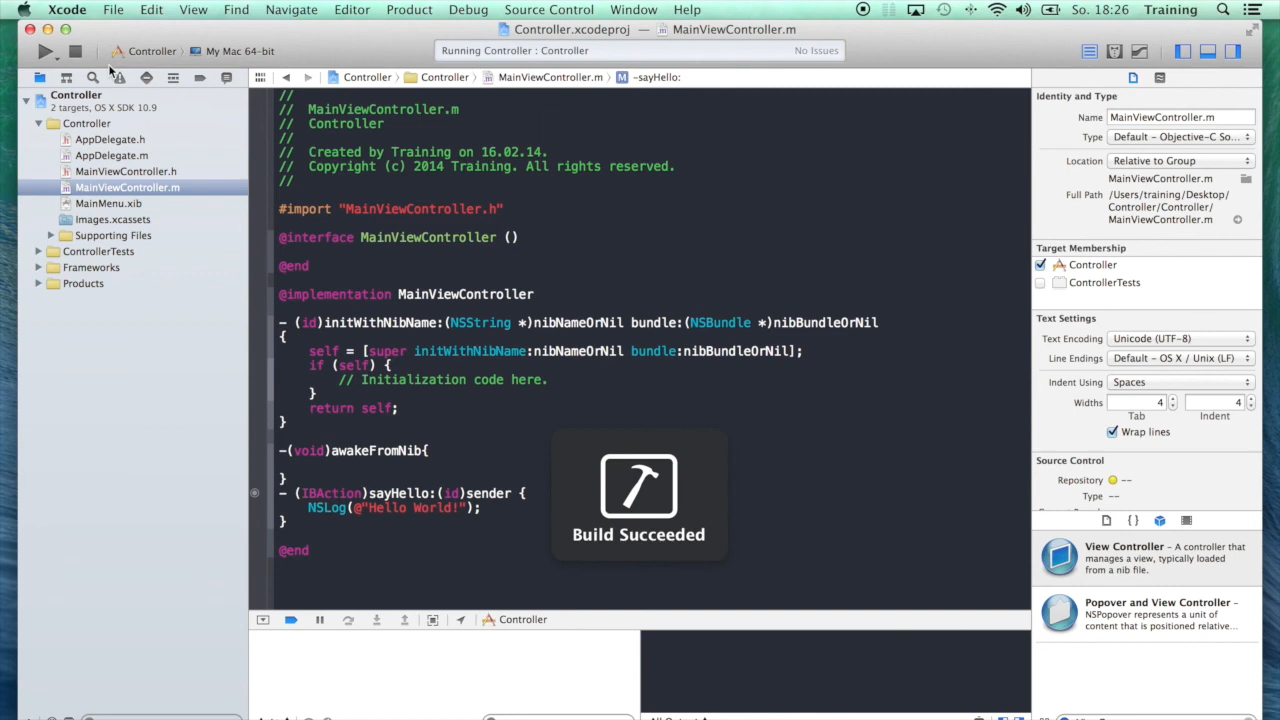 Xcode File Edit View Find Navigate Editor Product Debug Source Control Window Help So. 18:26 Training
Controller.xcodeproj — MainViewController.m
Controller My Mac 64-bit
Running Controller : Controller No Issues
Controller Controller MainViewController.m M -sayHello:
Controller
2 targets, OS X SDK 10.9
Controller
AppDelegate.h
AppDelegate.m
MainViewController.h
MainViewController.m
MainMenu.xib
Images.xcassets
Supporting Files
ControllerTests
Frameworks
Products
//
// MainViewController.m
// Controller
//
// Created by Training on 16.02.14.
// Copyright (c) 2014 Training. All rights reserved.
//
#import "MainViewController.h"
@interface MainViewController ()
@end
@implementation MainViewController
- (id)initWithNibName:(NSString *)nibNameOrNil bundle:(NSBundle *)nibBundleOrNil
{
self = [super initWithNibName:nibNameOrNil bundle:nibBundleOrNil];
if (self) {
// Initialization code here.
}
return self;
}
-(void)awakeFromNib{
}
- (IBAction)sayHello:(id)sender {
NSLog(@"Hello World!");
}
@end
Build Succeeded
Controller
Identity and Type
Name MainViewController.m
Type Default - Objective-C So...
Location Relative to Group
MainViewController.m
Full Path /Users/training/Desktop/
Controller/Controller/
MainViewController.m
Target Membership
Controller
ControllerTests
Text Settings
Text Encoding Unicode (UTF-8)
Line Endings Default - OS X / Unix (LF)
Indent Using Spaces
Widths 4 4
Tab Indent
Wrap lines
Source Control
Repository --
Type --
{ }
View Controller - A controller that
manages a view, typically loaded
from a nib file.
Popover and View Controller -
NSPopover represents a unit of
content that is positioned relative...